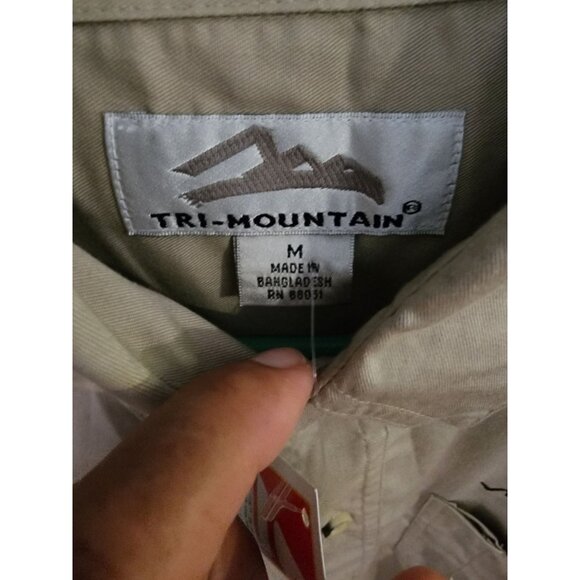 TRI-MOUNTAIN®
M
MADE IN
BANGLADESH
RN 88031